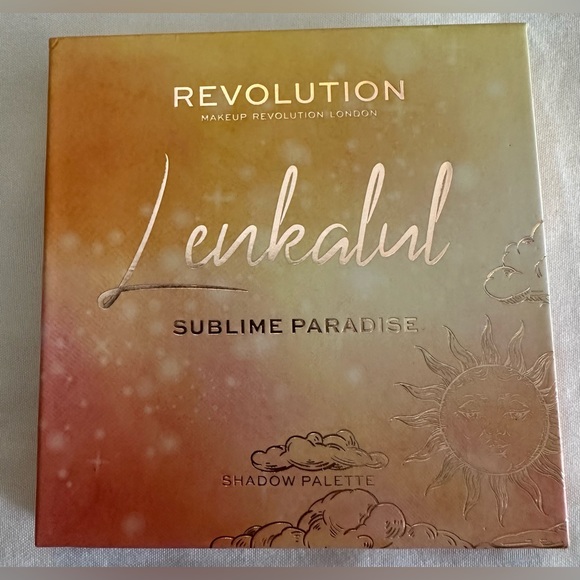 REVOLUTION
MAKEUP REVOLUTION LONDON
Lenkalul
SUBLIME PARADISE
SHADOW PALETTE